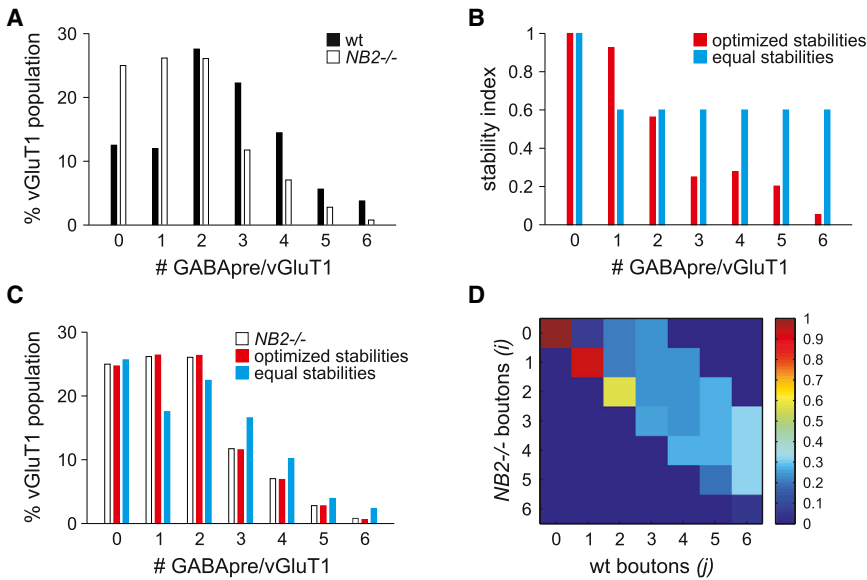 A
30
20
10
0
% vGluT1 population
wt
NB2-/-
0 1 2 3 4 5 6
# GABApre/vGluT1
B
1
0.8
0.6
0.4
0.2
0
stability index
optimized stabilities
equal stabilities
0 1 2 3 4 5 6
# GABApre/vGluT1
C
30
20
10
0
% vGluT1 population
NB2-/-
optimized stabilities
equal stabilities
0 1 2 3 4 5 6
# GABApre/vGluT1
D
NB2-/- boutons (i)
0
1
2
3
4
5
6
0 1 2 3 4 5 6
wt boutons (j)
1
0.9
0.8
0.7
0.6
0.5
0.4
0.3
0.2
0.1
0